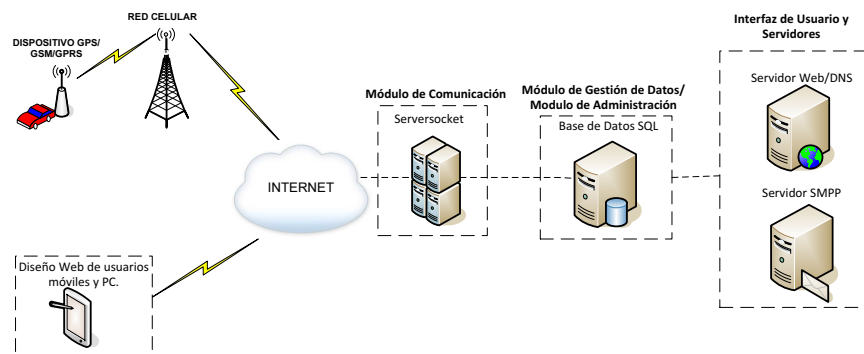 RED CELULAR
DISPOSITIVO GPS/
GSM/GPRS
INTERNET
Diseño Web de usuarios
móviles y PC.
Módulo de Comunicación
Serversocket
Módulo de Gestión de Datos/
Modulo de Administración
Base de Datos SQL
Interfaz de Usuario y
Servidores
Servidor Web/DNS
Servidor SMPP